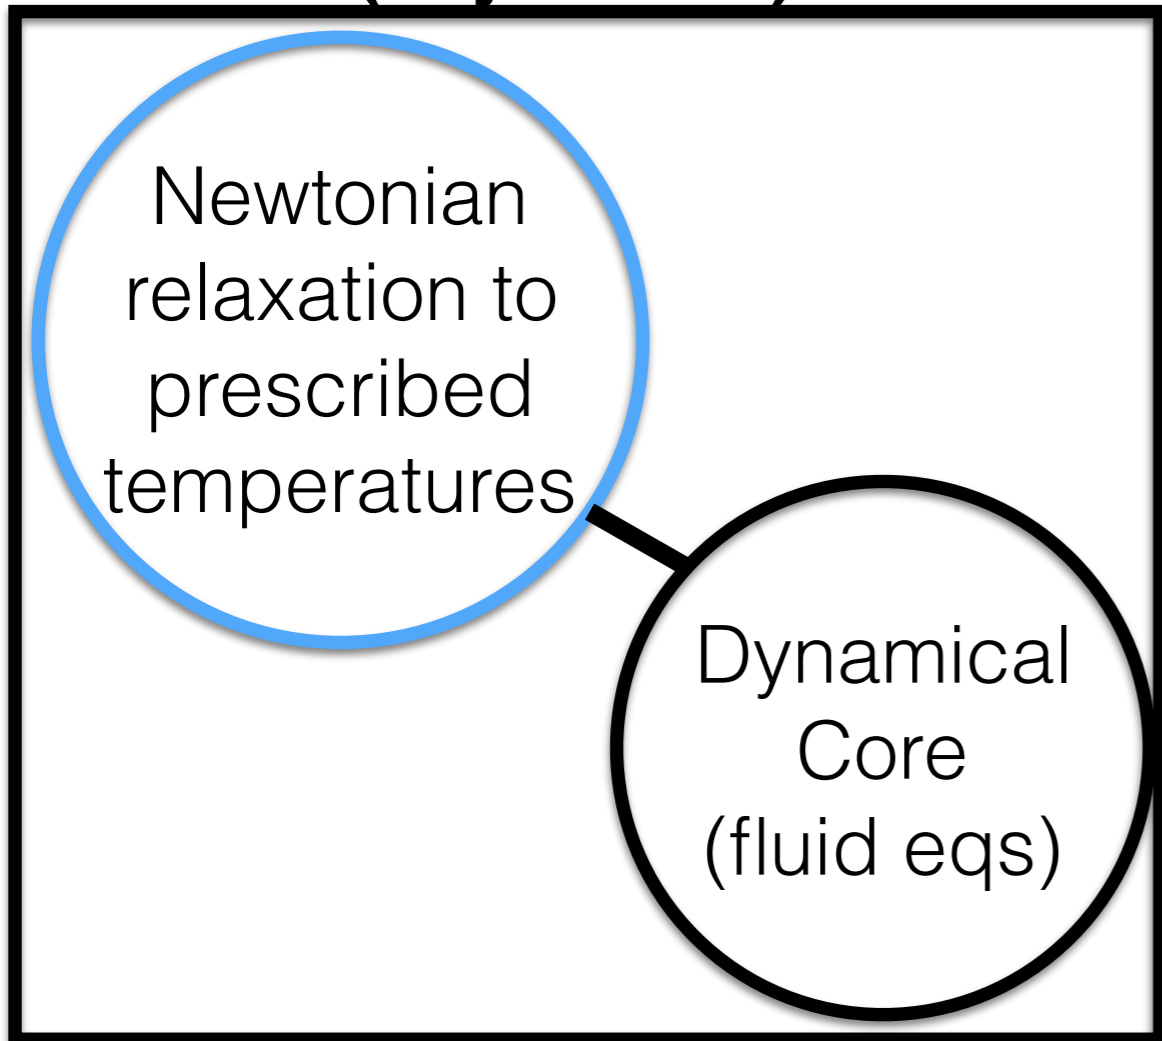 Newtonian
relaxation to
prescribed
temperatures
Dynamical
Core
(fluid eqs)